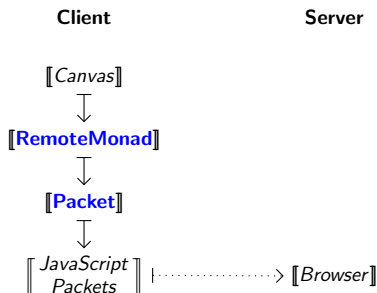 Client Server
⟦Canvas⟧
⟦RemoteMonad⟧
⟦Packet⟧
⟦JavaScript
Packets⟧ ⟦Browser⟧